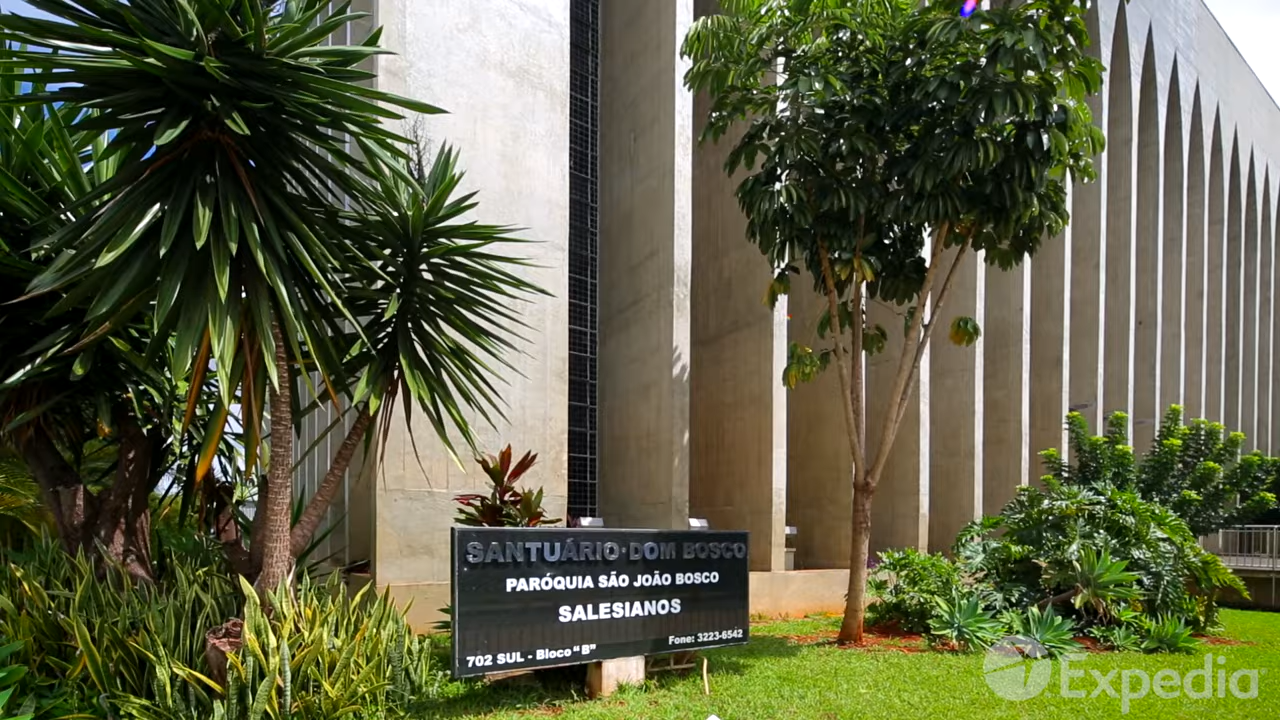 SANTUÁRIO·DOM BOSCO
PARÓQUIA SÃO JOÃO BOSCO
SALESIANOS
Fone: 3223-6542
702 SUL - Bloco "B"
Expedia